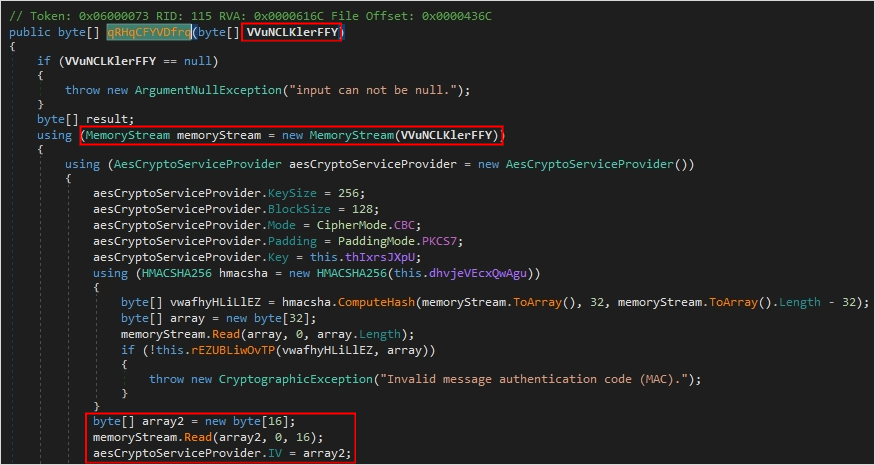 // Token: 0x06000073 RID: 115 RVA: 0x0000616C File Offset: 0x0000436C
public byte[] qRHqCFYVDfrq(byte[] VVuNCLKlerFFY)
{
if (VVuNCLKlerFFY == null)
{
throw new ArgumentNullException("input can not be null.");
}
byte[] result;
using (MemoryStream memoryStream = new MemoryStream(VVuNCLKlerFFY))
{
using (AesCryptoServiceProvider aesCryptoServiceProvider = new AesCryptoServiceProvider())
{
aesCryptoServiceProvider.KeySize = 256;
aesCryptoServiceProvider.BlockSize = 128;
aesCryptoServiceProvider.Mode = CipherMode.CBC;
aesCryptoServiceProvider.Padding = PaddingMode.PKCS7;
aesCryptoServiceProvider.Key = this.thIxrsJXpU;
using (HMACSHA256 hmacsha = new HMACSHA256(this.dhvjeVEcxQwAgu))
{
byte[] vwafhyHLiLlEZ = hmacsha.ComputeHash(memoryStream.ToArray(), 32, memoryStream.ToArray().Length - 32);
byte[] array = new byte[32];
memoryStream.Read(array, 0, array.Length);
if (!this.rEZUBLiwOvTP(vwafhyHLiLlEZ, array))
{
throw new CryptographicException("Invalid message authentication code (MAC).");
}
}
byte[] array2 = new byte[16];
memoryStream.Read(array2, 0, 16);
aesCryptoServiceProvider.IV = array2;